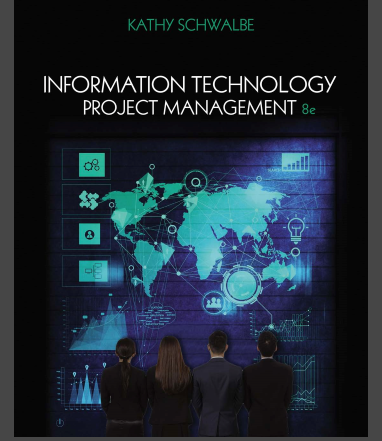 KATHY SCHWALBE
INFORMATION TECHNOLOGY
PROJECT MANAGEMENT 8e